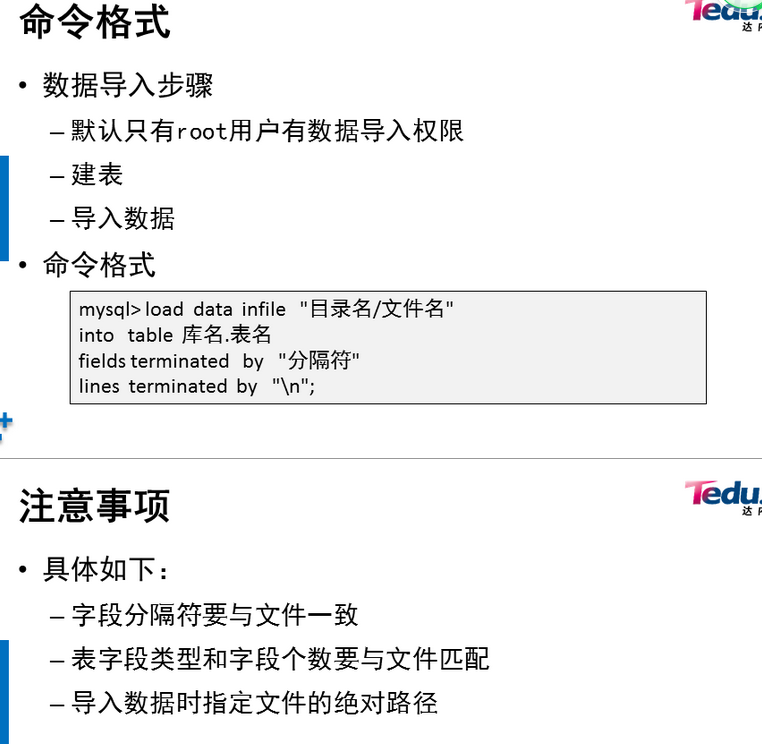 命令格式
Tedu.
达内
• 数据导入步骤
– 默认只有root用户有数据导入权限
– 建表
– 导入数据
• 命令格式
mysql> load data infile "目录名/文件名"
into table 库名.表名
fields terminated by "分隔符"
lines terminated by "\n";
注意事项
Tedu.
达内
• 具体如下：
– 字段分隔符要与文件一致
– 表字段类型和字段个数要与文件匹配
– 导入数据时指定文件的绝对路径